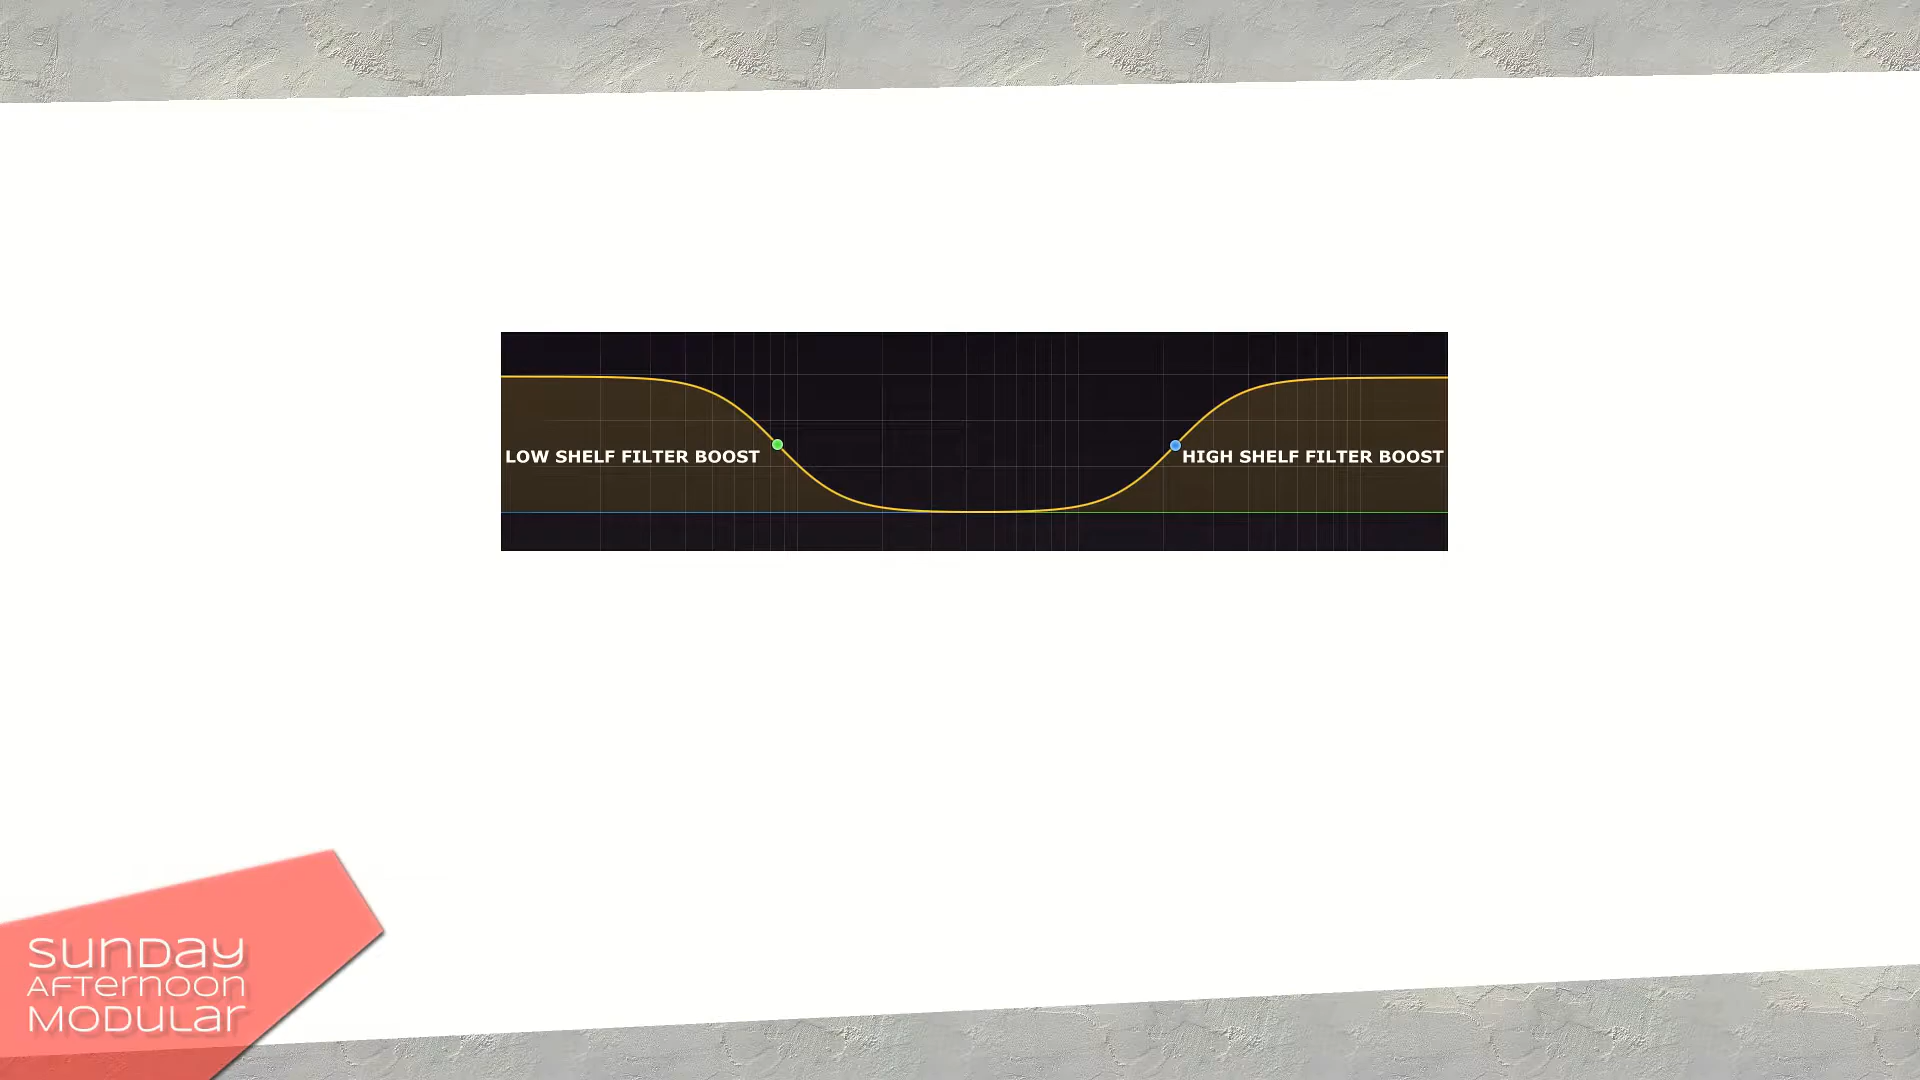 LOW SHELF FILTER BOOST
HIGH SHELF FILTER BOOST
SUNDAY
AFTERNOON
MODULAR